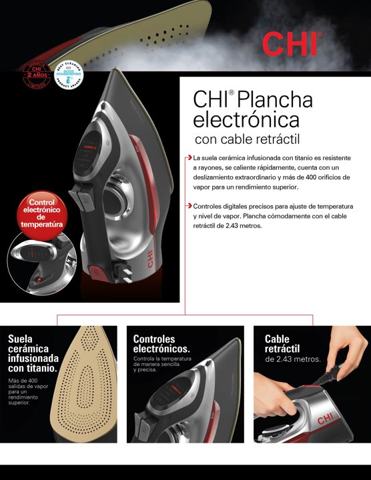 CHI
CHI
2 AÑOS
CHI® Plancha
electrónica
con cable retráctil
La suela cerámica infusionada con titanio es resistente
a rayones, se caliente rápidamente, cuenta con un
deslizamiento extraordinario y más de 400 orificios de
vapor para un rendimiento superior.
Controles digitales precisos para ajuste de temperatura
y nivel de vapor. Plancha cómodamente con el cable
retráctil de 2.43 metros.
Control
electrónico
de
temperatúra
CHI
Suela
cerámica
infusionada
con titanio.
Más de 400
salidas de vapor
para un
rendimiento
superior.
Controles
electrónicos.
Controla la temperatura
de manera sencilla
y precisa.
Cable
retráctil
de 2.43 metros.
CHI